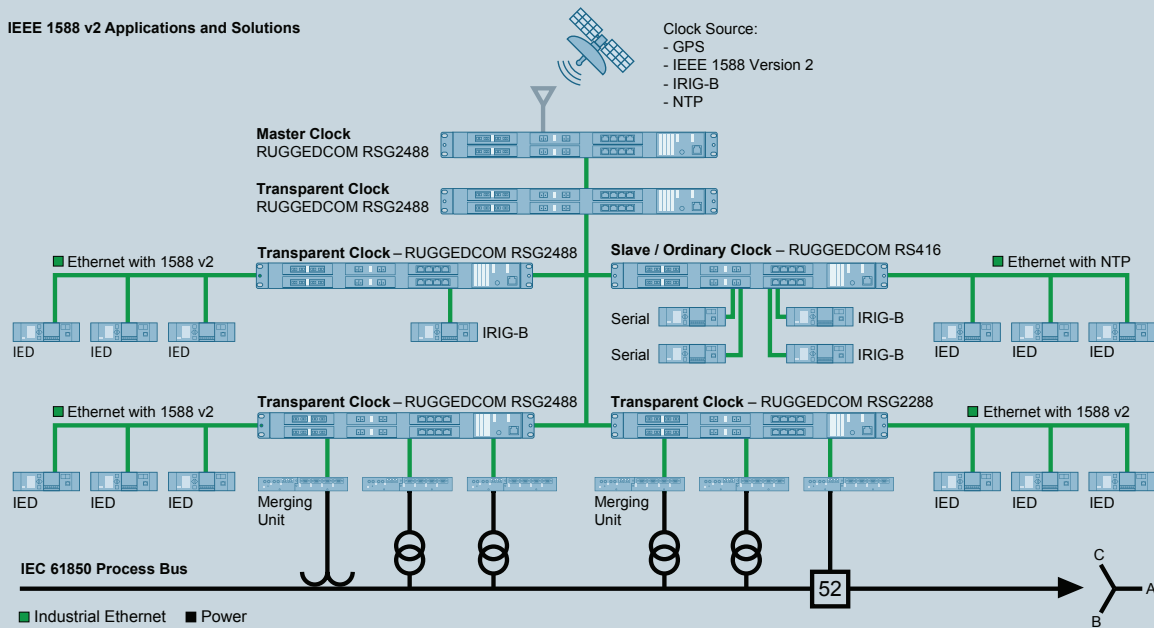 IEEE 1588 v2 Applications and Solutions
Clock Source:
- GPS
- IEEE 1588 Version 2
- IRIG-B
- NTP
Master Clock
RUGGEDCOM RSG2488
Transparent Clock
RUGGEDCOM RSG2488
Transparent Clock – RUGGEDCOM RSG2488
Slave / Ordinary Clock – RUGGEDCOM RS416
Ethernet with 1588 v2
Ethernet with NTP
IED
IED
IED
IRIG-B
Serial
IRIG-B
Serial
IRIG-B
IED
IED
IED
Transparent Clock – RUGGEDCOM RSG2488
Transparent Clock – RUGGEDCOM RSG2288
Ethernet with 1588 v2
Ethernet with 1588 v2
IED
IED
IED
Merging
Unit
Merging
Unit
IED
IED
IED
IEC 61850 Process Bus
52
C
A
B
Industrial Ethernet
Power